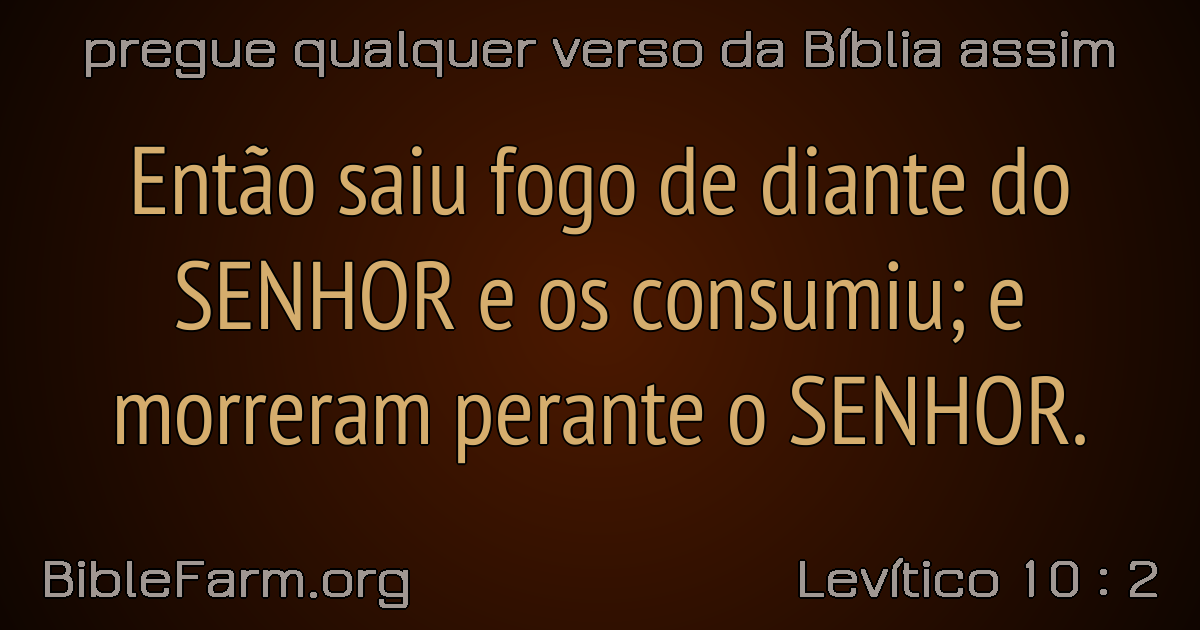 pregue qualquer verso da Bíblia assim
Então saiu fogo de diante do
SENHOR e os consumiu; e
morreram perante o SENHOR.
BibleFarm.org
Levítico 10 : 2